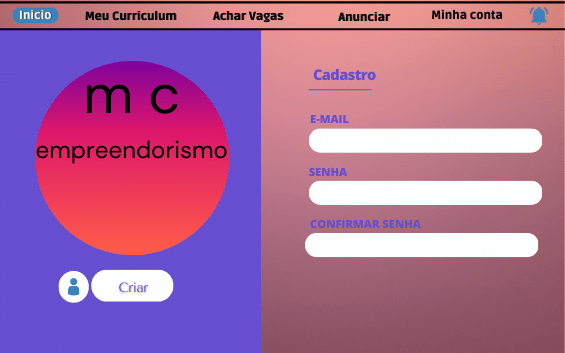 Inicio Meu Curriculum Achar Vagas Anunciar Minha conta
m c
empreendorismo
Criar
Cadastro
E-MAIL
SENHA
CONFIRMAR SENHA